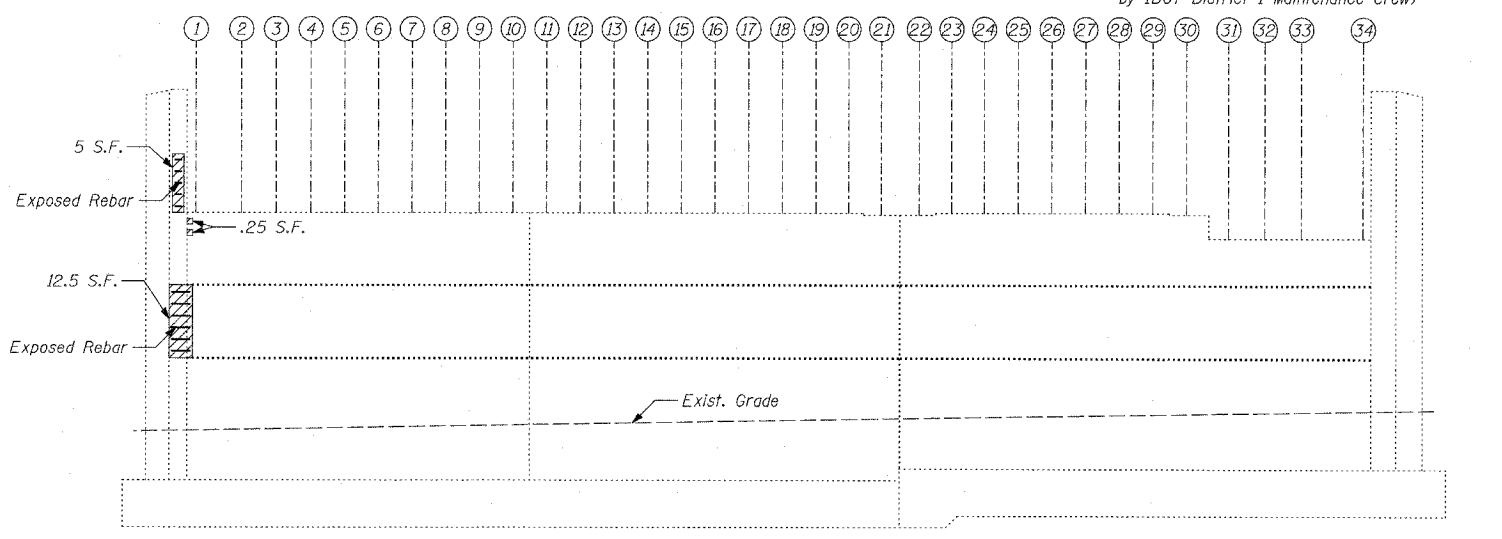 by IDOT District 1 Maintenance Crew)
1 2 3 4 5 6 7 8 9 10 11 12 13 14 15 16 17 18 19 20 21 22 23 24 25 26 27 28 29 30 31 32 33 34
5 S.F.
Exposed Rebar
.25 S.F.
12.5 S.F.
Exposed Rebar
Exist. Grade